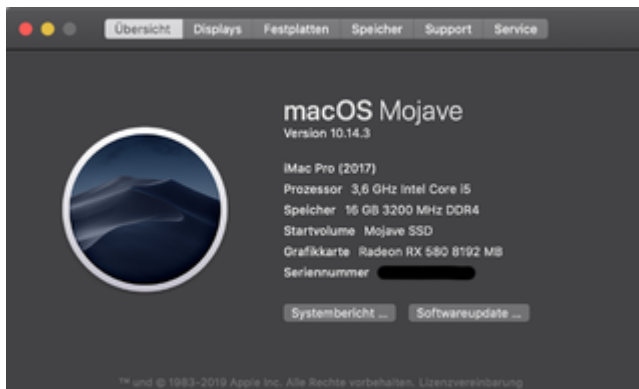 Übersicht Displays Festplatten Speicher Support Service
macOS Mojave
Version 10.14.3
iMac Pro (2017)
Prozessor 3,6 GHz Intel Core i5
Speicher 16 GB 3200 MHz DDR4
Startvolume Mojave SSD
Grafikkarte Radeon RX 580 8192 MB
Seriennummer
Systembericht ... Softwareupdate ...
™ und © 1983-2019 Apple Inc. Alle Rechte vorbehalten. Lizenzvereinbarung